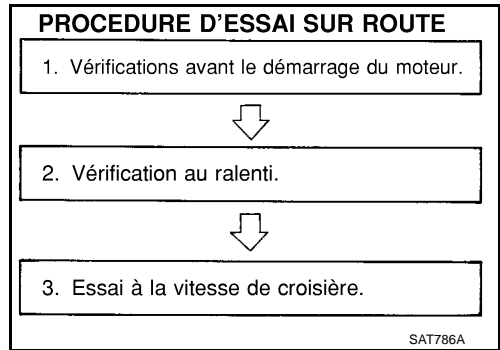 PROCEDURE D'ESSAI SUR ROUTE
1. Vérifications avant le démarrage du moteur.
2. Vérification au ralenti.
3. Essai à la vitesse de croisière.
SAT786A